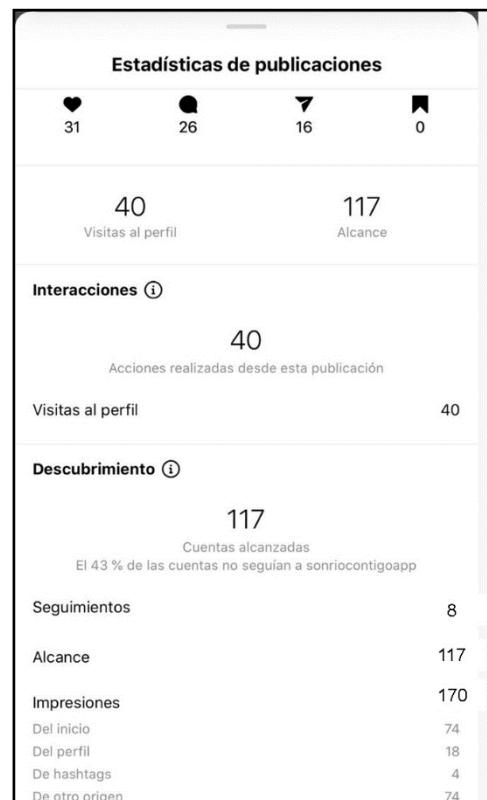 Estadísticas de publicaciones
31 26 16 0
40 117
Visitas al perfil Alcance
Interacciones
40
Acciones realizadas desde esta publicación
Visitas al perfil 40
Descubrimiento
117
Cuentas alcanzadas
El 43 % de las cuentas no seguían a sonriocontigoapp
Seguimientos 8
Alcance 117
Impresiones 170
Del inicio 74
Del perfil 18
De hashtags 4
De otro origen 74